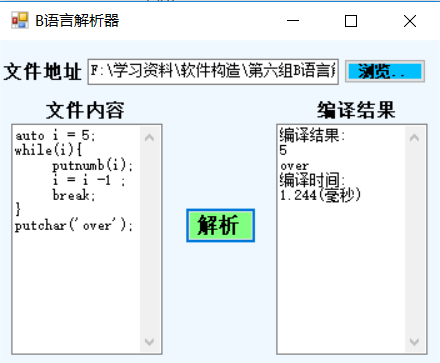 B语言解析器
文件地址
F:\学习资料\软件构造\第六组B语言
浏览..
文件内容
auto i = 5;
while(i){
    putnumb(i);
    i = i -1 ;
    break;
}
putchar('over');
解析
编译结果
编译结果:
5
over
编译时间:
1.244(毫秒)